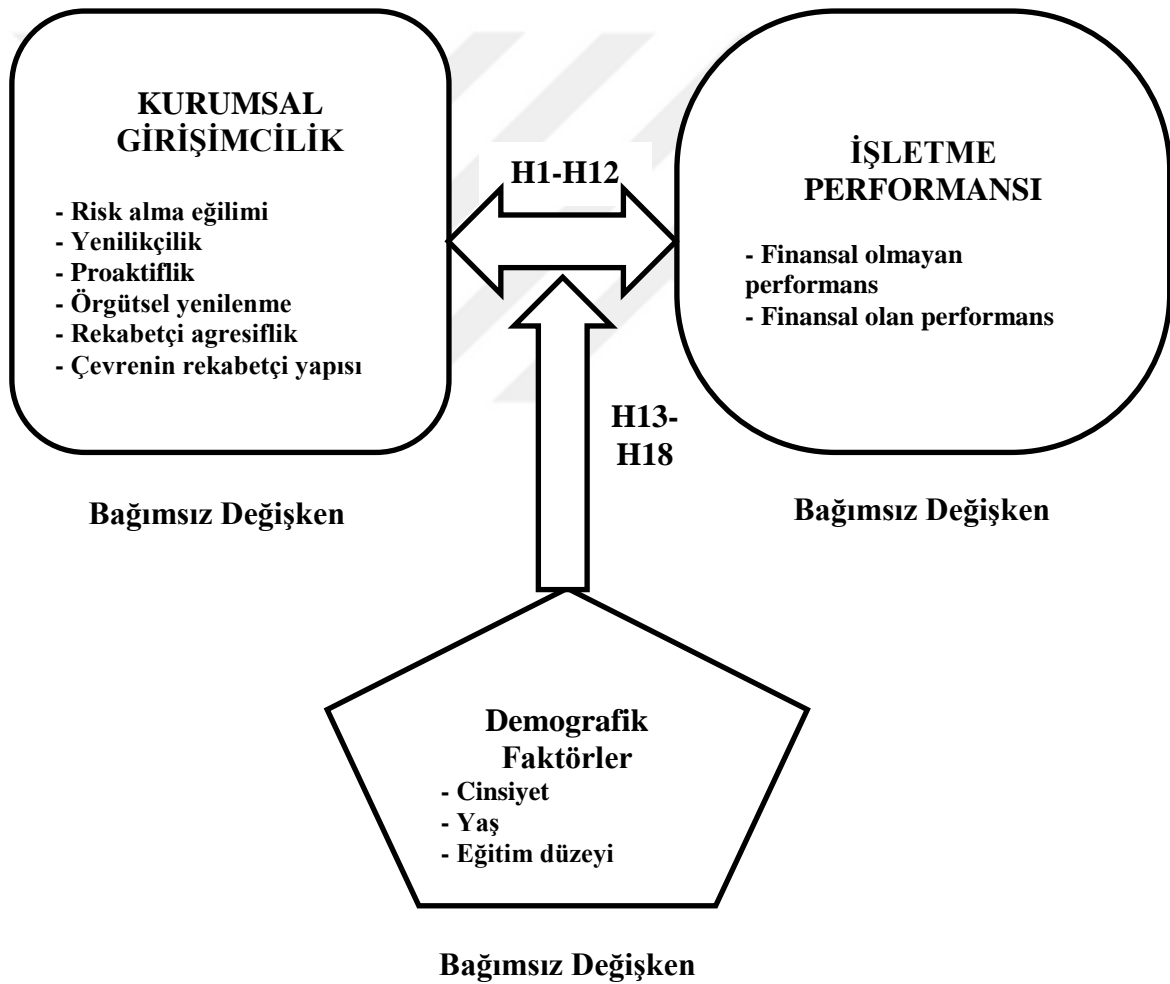 KURUMSAL
GİRİŞİMCİLİK
- Risk alma eğilimi
- Yenilikçilik
- Proaktiflik
- Örgütsel yenilenme
- Rekabetçi agresiflik
- Çevrenin rekabetçi yapısı
H1-H12
İŞLETME
PERFORMANSI
- Finansal olmayan
performans
- Finansal olan performans
H13-
H18
Bağımsız Değişken
Bağımsız Değişken
Demografik
Faktörler
- Cinsiyet
- Yaş
- Eğitim düzeyi
Bağımsız Değişken